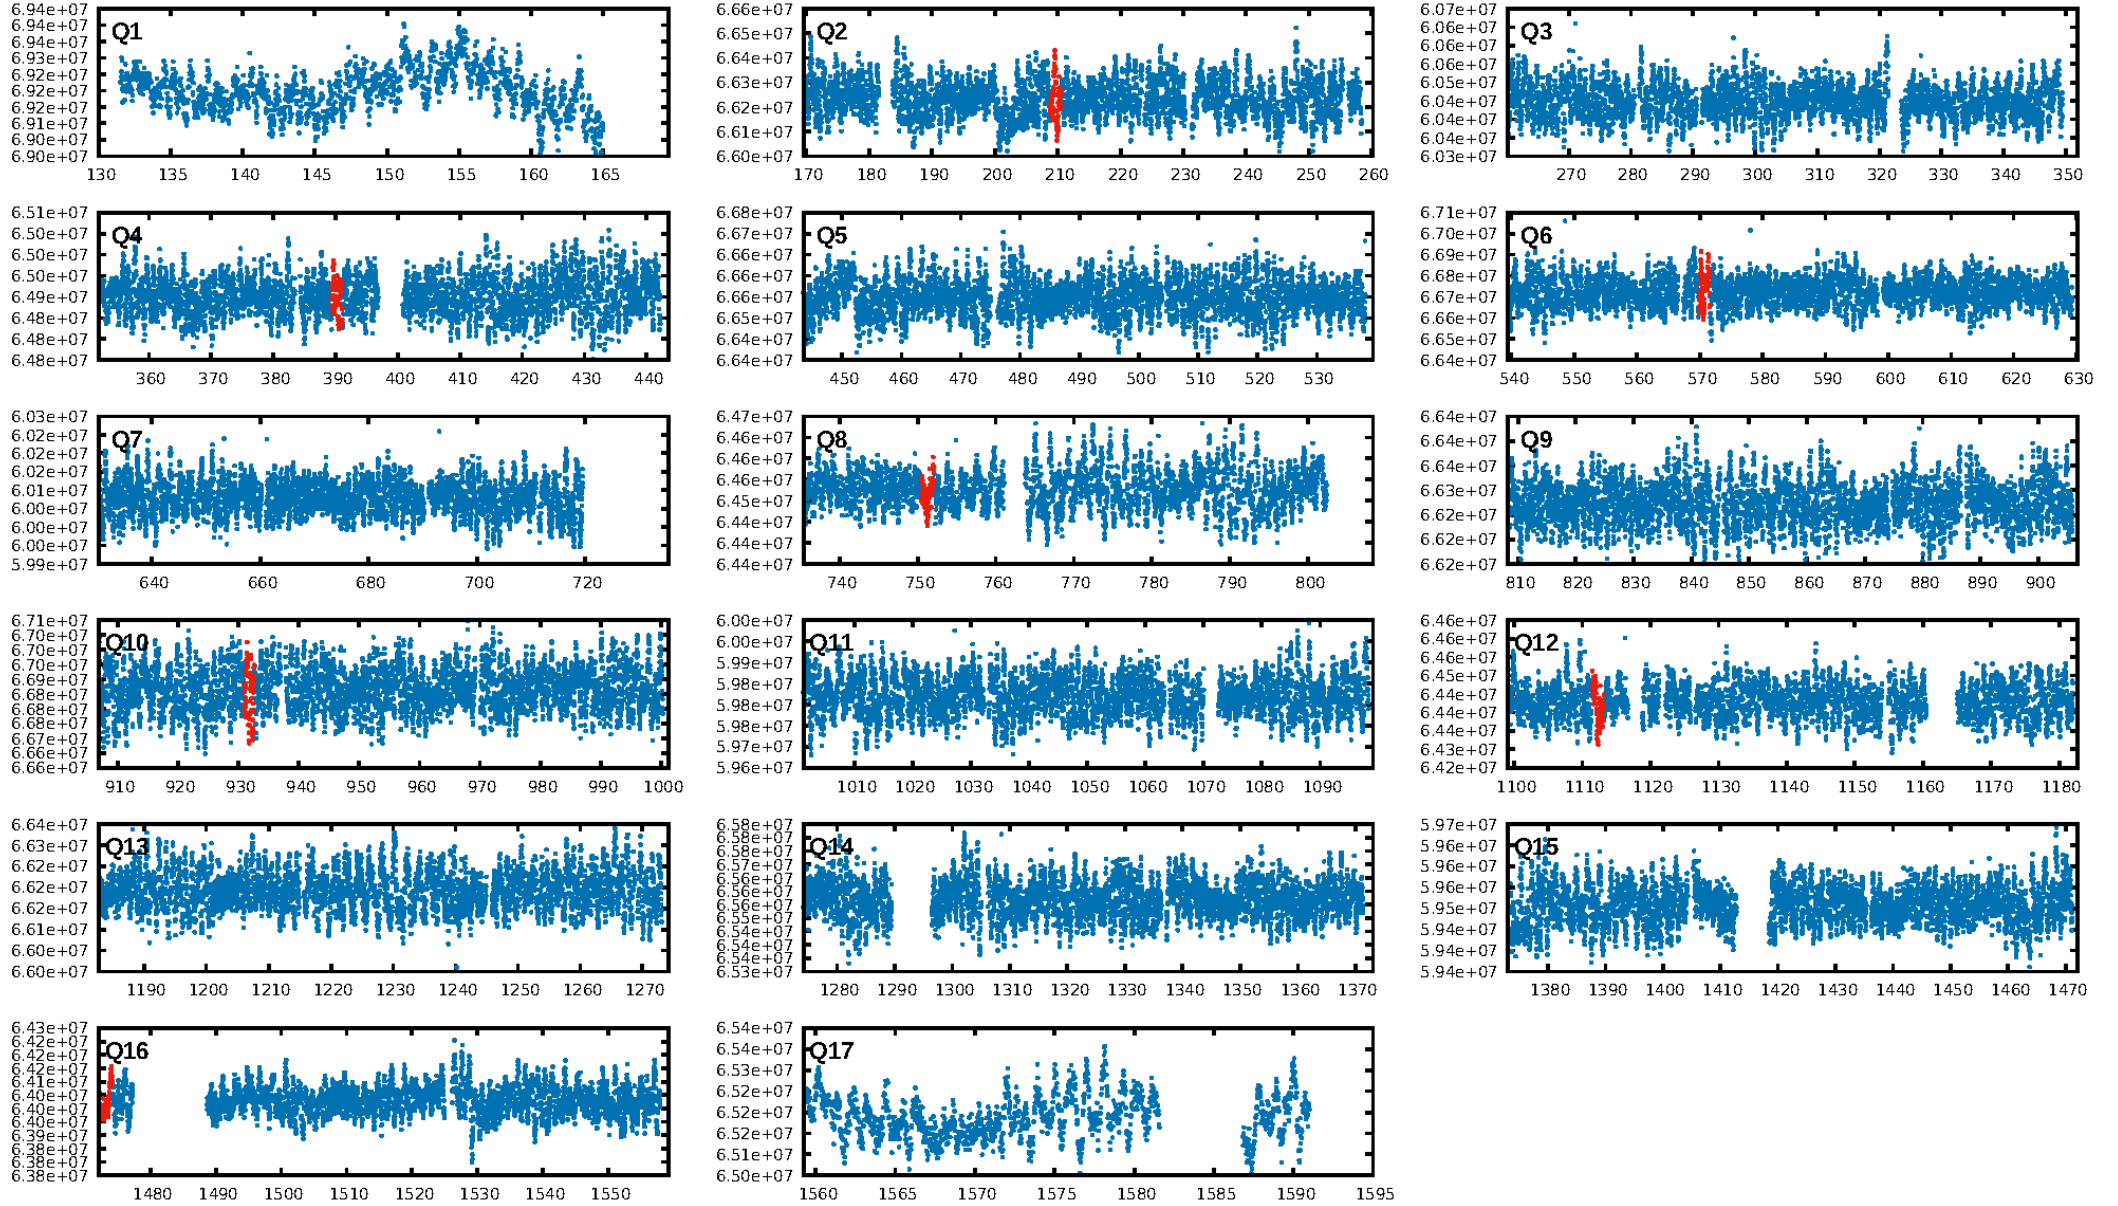 Q1
6.94e+07
6.94e+07
6.94e+07
6.93e+07
6.92e+07
6.92e+07
6.92e+07
6.91e+07
6.90e+07
6.90e+07
130 135 140 145 150 155 160 165
Q2
6.66e+07
6.65e+07
6.64e+07
6.63e+07
6.62e+07
6.61e+07
6.60e+07
170 180 190 200 210 220 230 240 250 260
Q3
6.07e+07
6.06e+07
6.06e+07
6.06e+07
6.05e+07
6.04e+07
6.04e+07
6.04e+07
6.03e+07
270 280 290 300 310 320 330 340 350
Q4
6.51e+07
6.50e+07
6.50e+07
6.50e+07
6.49e+07
6.48e+07
6.48e+07
6.48e+07
360 370 380 390 400 410 420 430 440
Q5
6.68e+07
6.67e+07
6.66e+07
6.66e+07
6.66e+07
6.65e+07
6.64e+07
6.64e+07
450 460 470 480 490 500 510 520 530
Q6
6.71e+07
6.70e+07
6.69e+07
6.68e+07
6.67e+07
6.66e+07
6.65e+07
6.64e+07
540 550 560 570 580 590 600 610 620 630
Q7
6.03e+07
6.02e+07
6.02e+07
6.02e+07
6.01e+07
6.00e+07
6.00e+07
6.00e+07
5.99e+07
640 660 680 700 720
Q8
6.47e+07
6.46e+07
6.46e+07
6.46e+07
6.45e+07
6.44e+07
6.44e+07
6.44e+07
740 750 760 770 780 790 800
Q9
6.64e+07
6.64e+07
6.64e+07
6.63e+07
6.62e+07
6.62e+07
6.62e+07
810 820 830 840 850 860 870 880 890 900
Q10
6.71e+07
6.70e+07
6.70e+07
6.70e+07
6.69e+07
6.68e+07
6.68e+07
6.68e+07
6.67e+07
6.66e+07
6.66e+07
910 920 930 940 950 960 970 980 990 1000
Q11
6.00e+07
6.00e+07
5.99e+07
5.98e+07
5.98e+07
5.98e+07
5.97e+07
5.96e+07
1010 1020 1030 1040 1050 1060 1070 1080 1090
Q12
6.46e+07
6.46e+07
6.46e+07
6.45e+07
6.44e+07
6.44e+07
6.44e+07
6.43e+07
6.42e+07
1100 1110 1120 1130 1140 1150 1160 1170 1180
Q13
6.64e+07
6.63e+07
6.62e+07
6.62e+07
6.62e+07
6.61e+07
6.60e+07
6.60e+07
1190 1200 1210 1220 1230 1240 1250 1260 1270
Q14
6.58e+07
6.58e+07
6.57e+07
6.57e+07
6.56e+07
6.56e+07
6.56e+07
6.55e+07
6.54e+07
6.54e+07
6.54e+07
6.53e+07
1280 1290 1300 1310 1320 1330 1340 1350 1360 1370
Q15
5.97e+07
5.96e+07
5.96e+07
5.96e+07
5.95e+07
5.94e+07
5.94e+07
5.94e+07
1380 1390 1400 1410 1420 1430 1440 1450 1460 1470
Q16
6.43e+07
6.42e+07
6.42e+07
6.42e+07
6.41e+07
6.40e+07
6.40e+07
6.40e+07
6.39e+07
6.38e+07
6.38e+07
6.38e+07
1480 1490 1500 1510 1520 1530 1540 1550
Q17
6.54e+07
6.54e+07
6.53e+07
6.52e+07
6.52e+07
6.52e+07
6.51e+07
6.50e+07
1560 1565 1570 1575 1580 1585 1590 1595